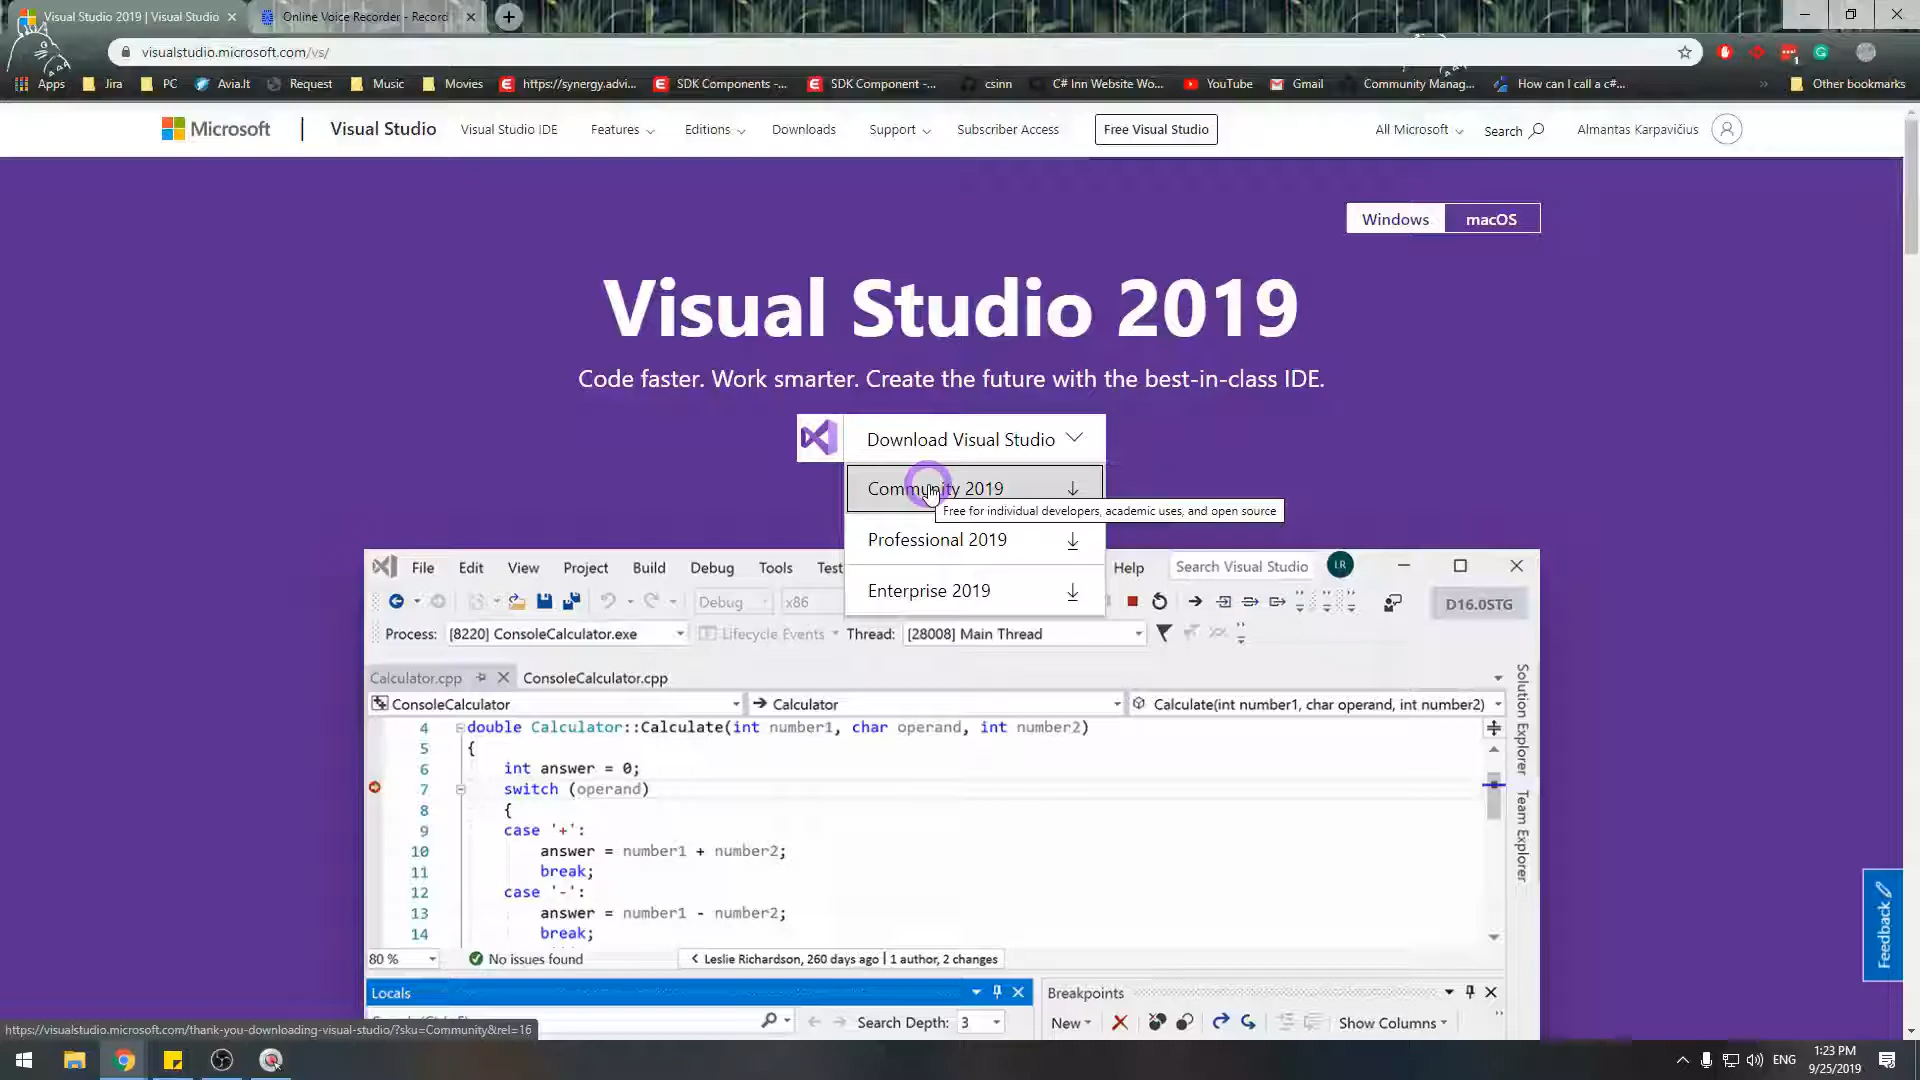 Visual Studio 2019 | Visual Studio
Online Voice Recorder - Record
visualstudio.microsoft.com/vs/
Apps
Jira
PC
Avia.lt
Request
Music
Movies
https://synergy.advi...
SDK Components -...
SDK Component -...
csinn
C# Inn Website Wo...
YouTube
Gmail
Community Manag...
How can I call a c#...
»
Other bookmarks
Microsoft
Visual Studio
Visual Studio IDE
Features
Editions
Downloads
Support
Subscriber Access
Free Visual Studio
All Microsoft
Search
Almantas Karpavičius
Windows
macOS
Visual Studio 2019
Code faster. Work smarter. Create the future with the best-in-class IDE.
Download Visual Studio
Community 2019
Free for individual developers, academic uses, and open source
Professional 2019
Enterprise 2019
File
Edit
View
Project
Build
Debug
Tools
Test
Help
Search Visual Studio
LR
Debug
x86
D16.0STG
Process:
[8220] ConsoleCalculator.exe
Lifecycle Events
Thread:
[28008] Main Thread
Calculator.cpp
ConsoleCalculator.cpp
ConsoleCalculator
Calculator
Calculate(int number1, char operand, int number2)
Solution Explorer
Team Explorer
4 double Calculator::Calculate(int number1, char operand, int number2)
5 {
6 int answer = 0;
7 switch (operand)
8 {
9 case '+':
10 answer = number1 + number2;
11 break;
12 case '-':
13 answer = number1 - number2;
14 break;
80 %
No issues found
Leslie Richardson, 260 days ago | 1 author, 2 changes
Feedback
Locals
Breakpoints
Search Depth:
3
New
Show Columns
https://visualstudio.microsoft.com/thank-you-downloading-visual-studio/?sku=Community&rel=16
ENG
1:23 PM
9/25/2019